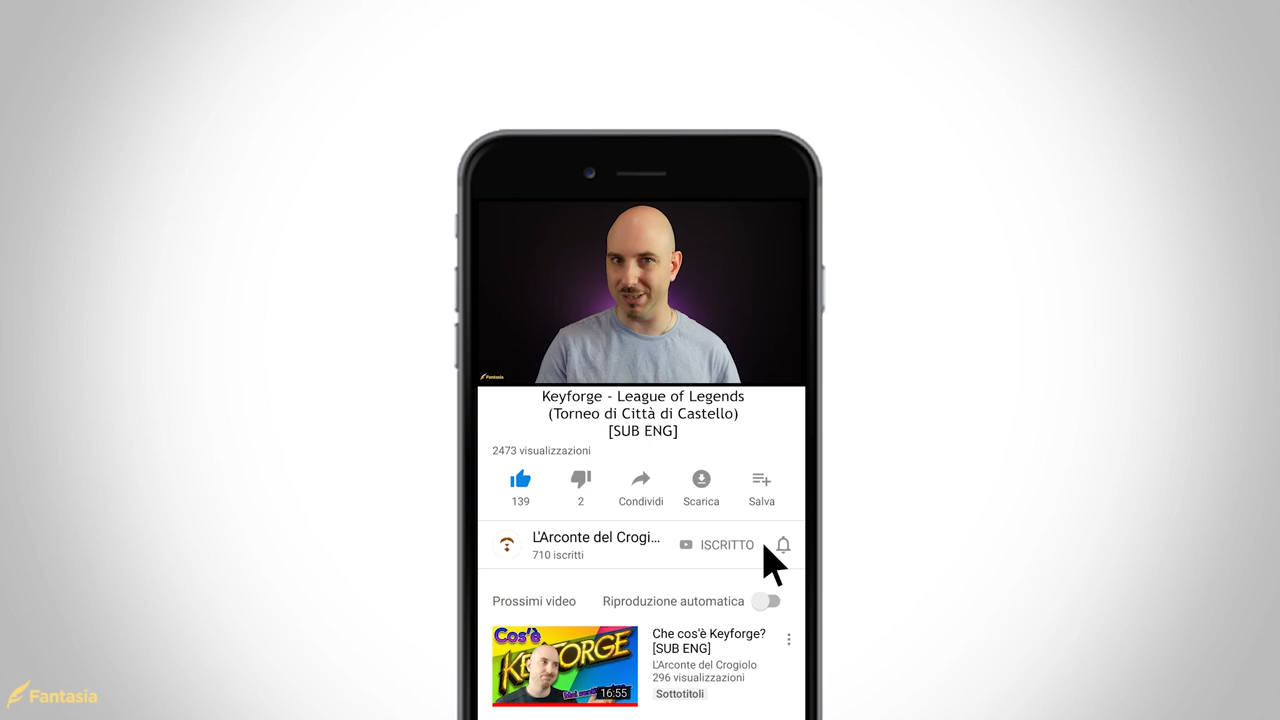 Fantasia
Keyforge - League of Legends
(Torneo di Città di Castello)
[SUB ENG]
2473 visualizzazioni
139
2
Condividi
Scarica
Salva
L'Arconte del Crogi...
710 iscritti
ISCRITTO
Prossimi video
Riproduzione automatica
Cos'è
KEYFORGE
16:55
Che cos'è Keyforge?
[SUB ENG]
L'Arconte del Crogiolo
296 visualizzazioni
Sottotitoli
Fantasia